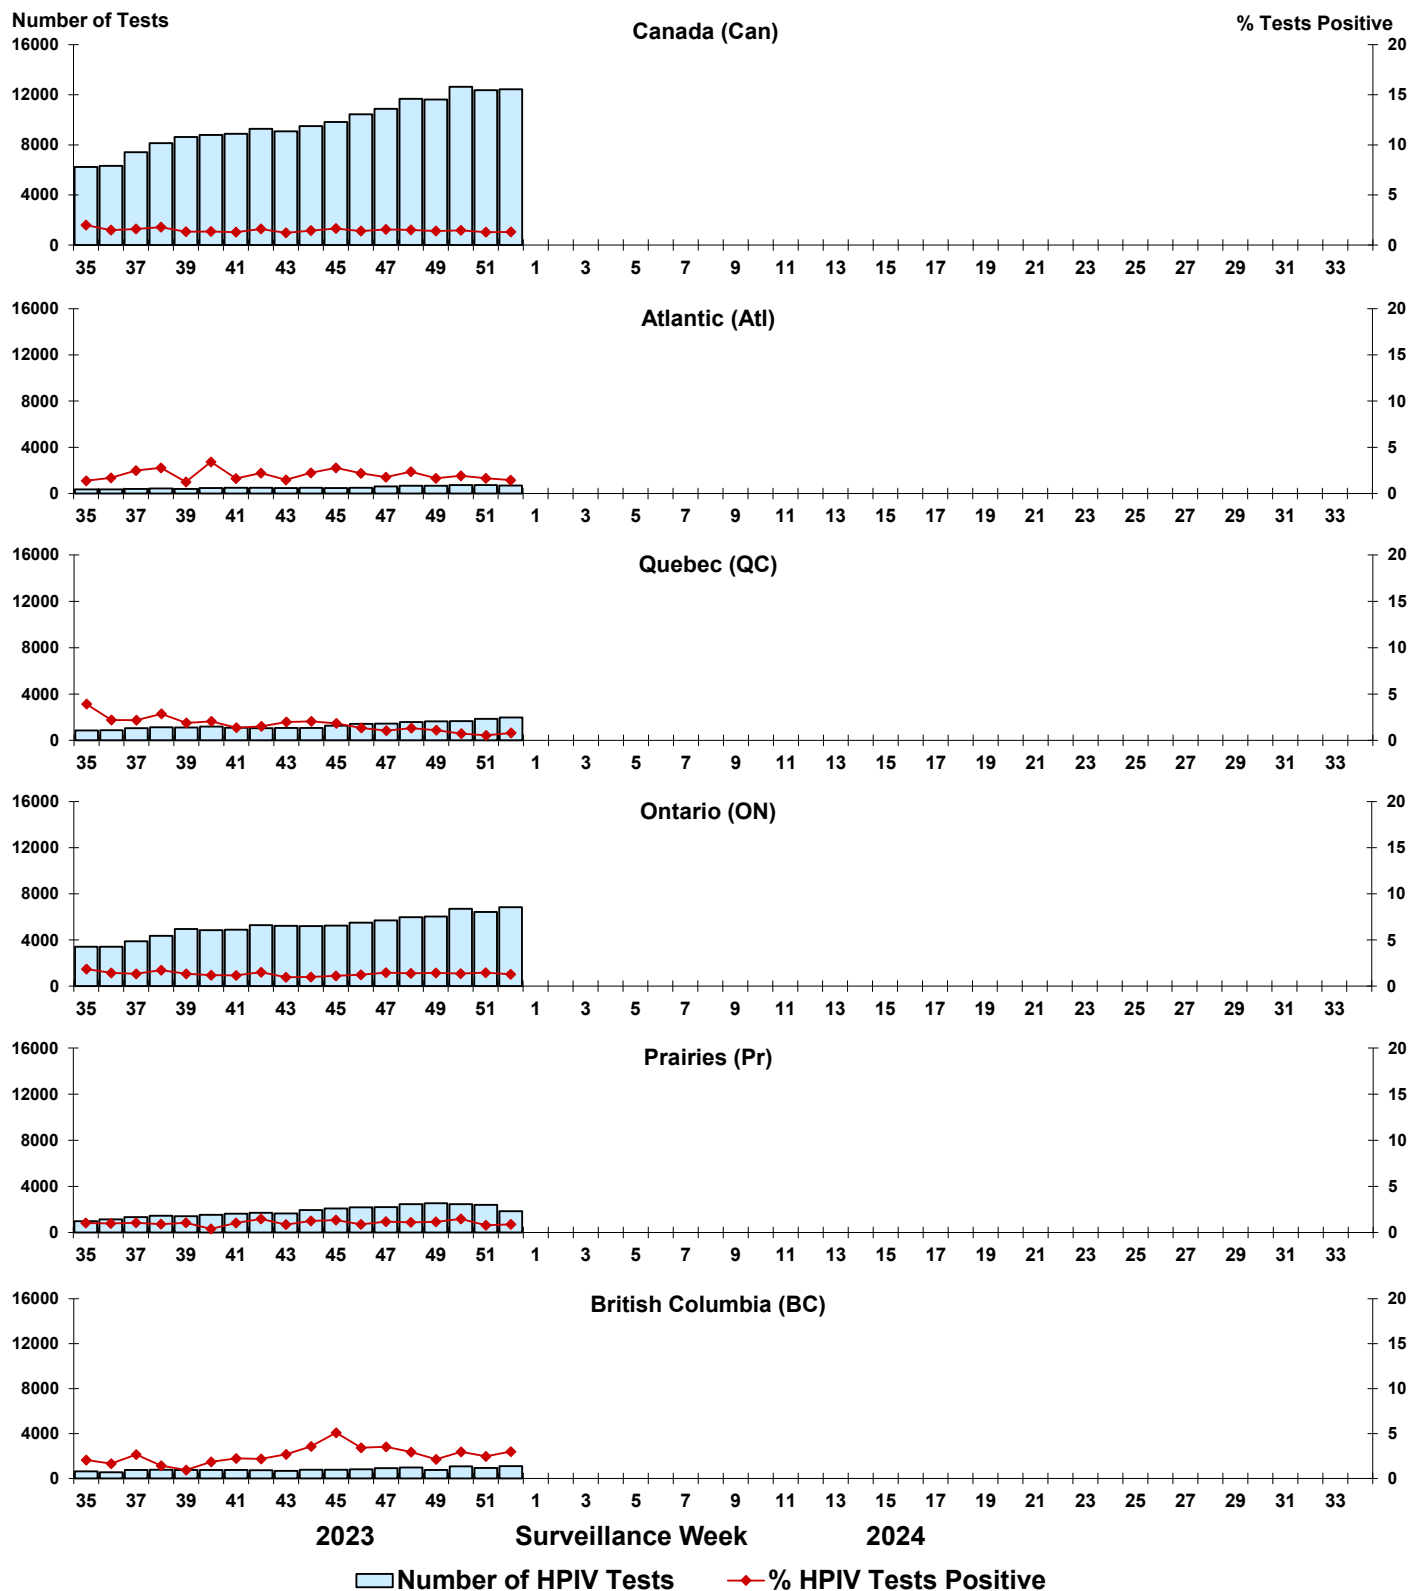 Number of Tests
Canada (Can)
% Tests Positive
16000 20
12000 15
8000 10
4000 5
0 0
35 37 39 41 43 45 47 49 51 1 3 5 7 9 11 13 15 17 19 21 23 25 27 29 31 33
Atlantic (Atl)
16000 20
12000 15
8000 10
4000 5
0 0
35 37 39 41 43 45 47 49 51 1 3 5 7 9 11 13 15 17 19 21 23 25 27 29 31 33
Quebec (QC)
16000 20
12000 15
8000 10
4000 5
0 0
35 37 39 41 43 45 47 49 51 1 3 5 7 9 11 13 15 17 19 21 23 25 27 29 31 33
Ontario (ON)
16000 20
12000 15
8000 10
4000 5
0 0
35 37 39 41 43 45 47 49 51 1 3 5 7 9 11 13 15 17 19 21 23 25 27 29 31 33
Prairies (Pr)
16000 20
12000 15
8000 10
4000 5
0 0
35 37 39 41 43 45 47 49 51 1 3 5 7 9 11 13 15 17 19 21 23 25 27 29 31 33
British Columbia (BC)
16000 20
12000 15
8000 10
4000 5
0 0
35 37 39 41 43 45 47 49 51 1 3 5 7 9 11 13 15 17 19 21 23 25 27 29 31 33
2023 Surveillance Week 2024
Number of HPIV Tests % HPIV Tests Positive